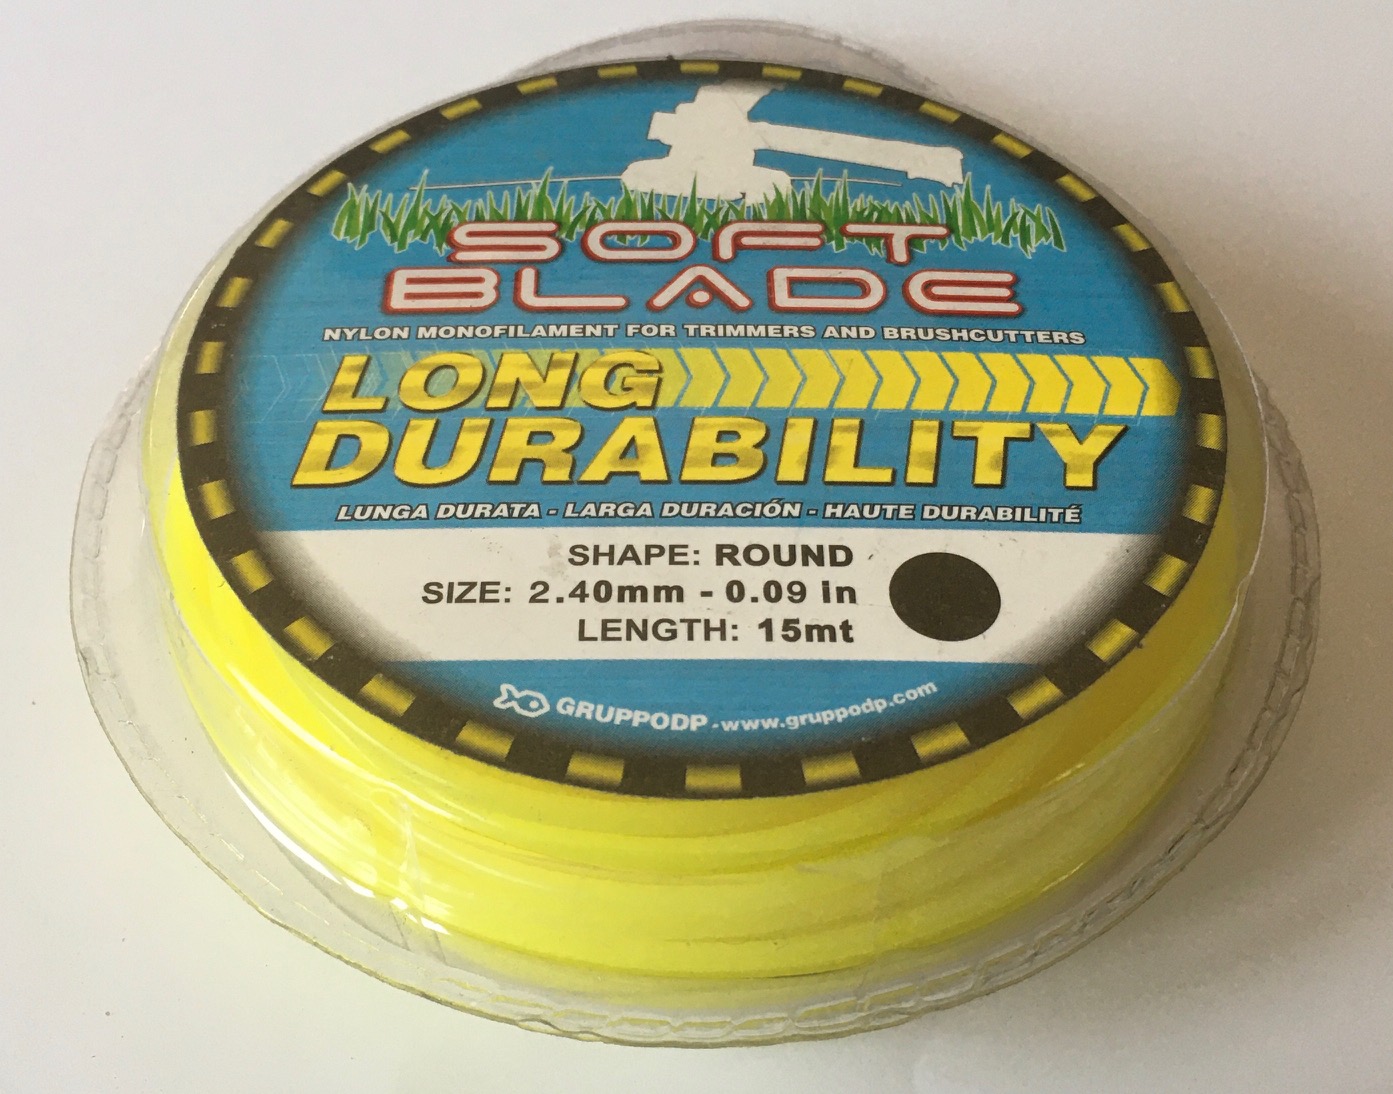 SOFT
BLADE
NYLON MONOFILAMENT FOR TRIMMERS AND BRUSHCUTTERS
LONG
DURABILITY
LUNGA DURATA - LARGA DURACIÓN - HAUTE DURABILITÉ
SHAPE: ROUND
SIZE: 2.40mm - 0.09 in
LENGTH: 15mt
GRUPPODP - www.gruppodp.com